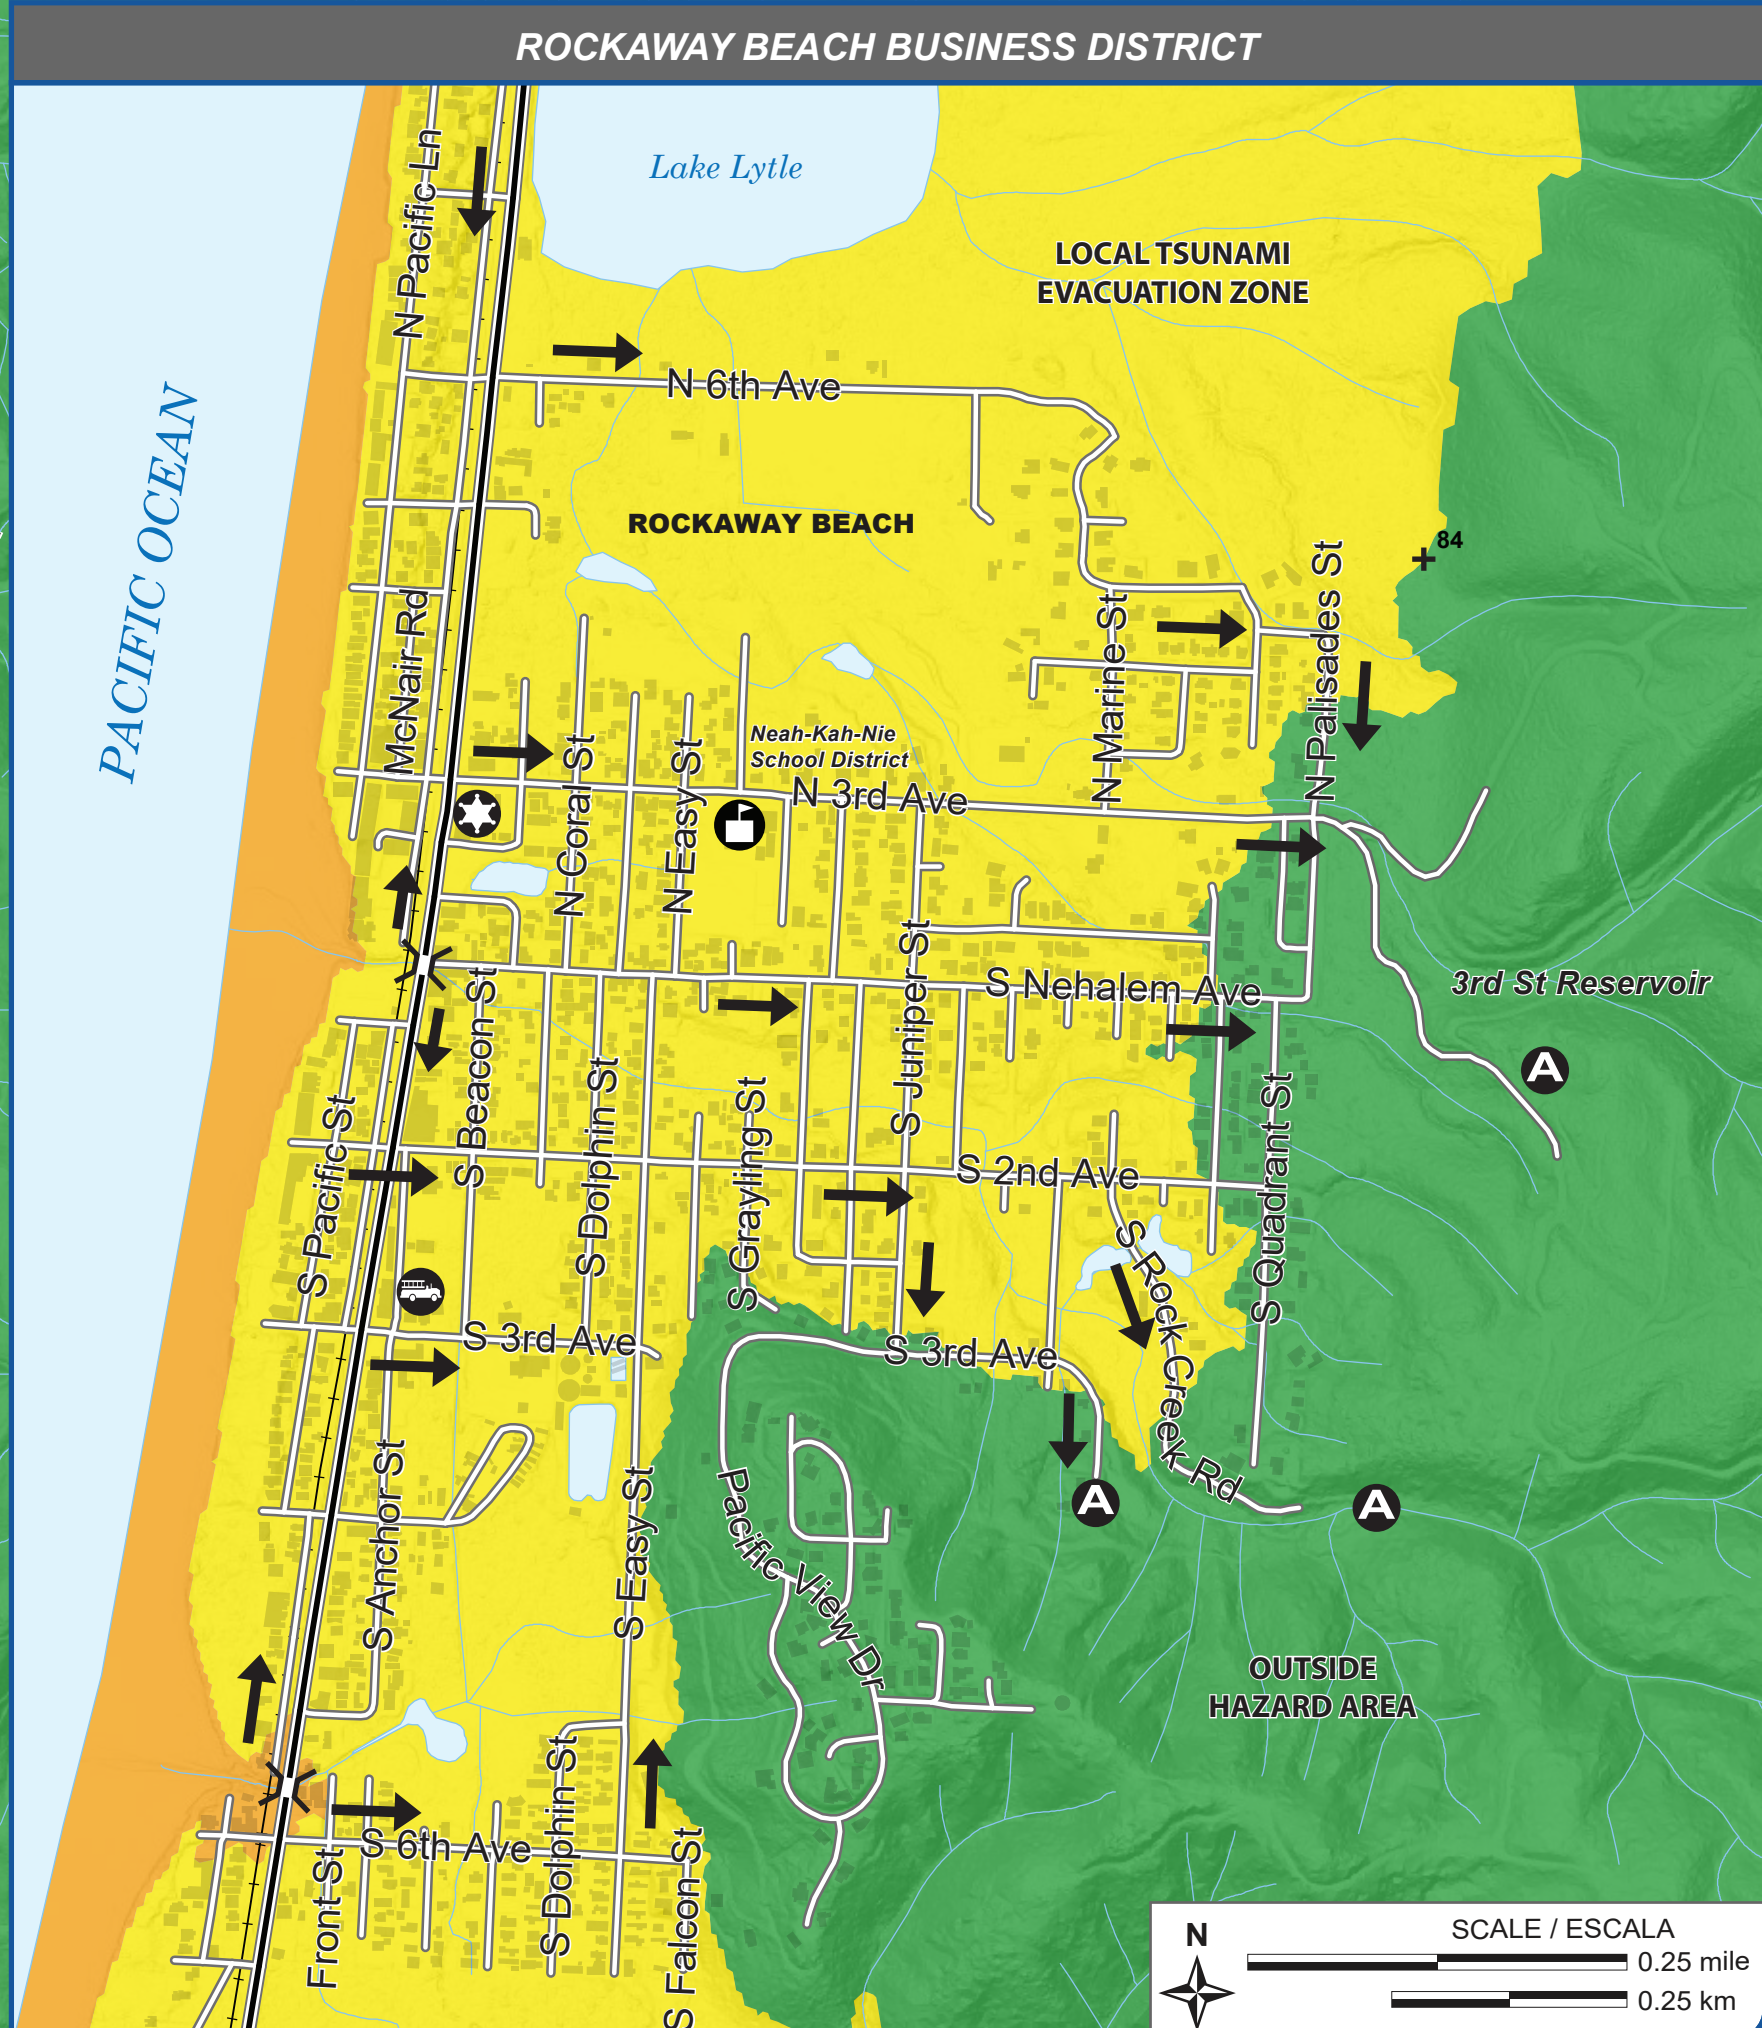 ROCKAWAY BEACH BUSINESS DISTRICT
Lake Lytle
N Pacific Ln
LOCAL TSUNAMI
EVACUATION ZONE
N 6th Ave
PACIFIC OCEAN
ROCKAWAY BEACH
84
N Palisades St
McNair Rd
N Marine St
Neah-Kah-Nie
School District
N Coral St
N Easy St
N 3rd Ave
S Nehalem Ave
3rd St Reservoir
S Juniper St
S Beacon St
A
S Pacific St
S Dolphin St
S Grayling St
S 2nd Ave
S Quadrant St
S Rock Creek Rd
S 3rd Ave
S 3rd Ave
S Anchor St
S Easy St
Pacific View Dr
A
A
OUTSIDE
HAZARD AREA
S Dolphin St
S 6th Ave
Front St
S Falcon St
N
SCALE / ESCALA
0.25 mile
0.25 km